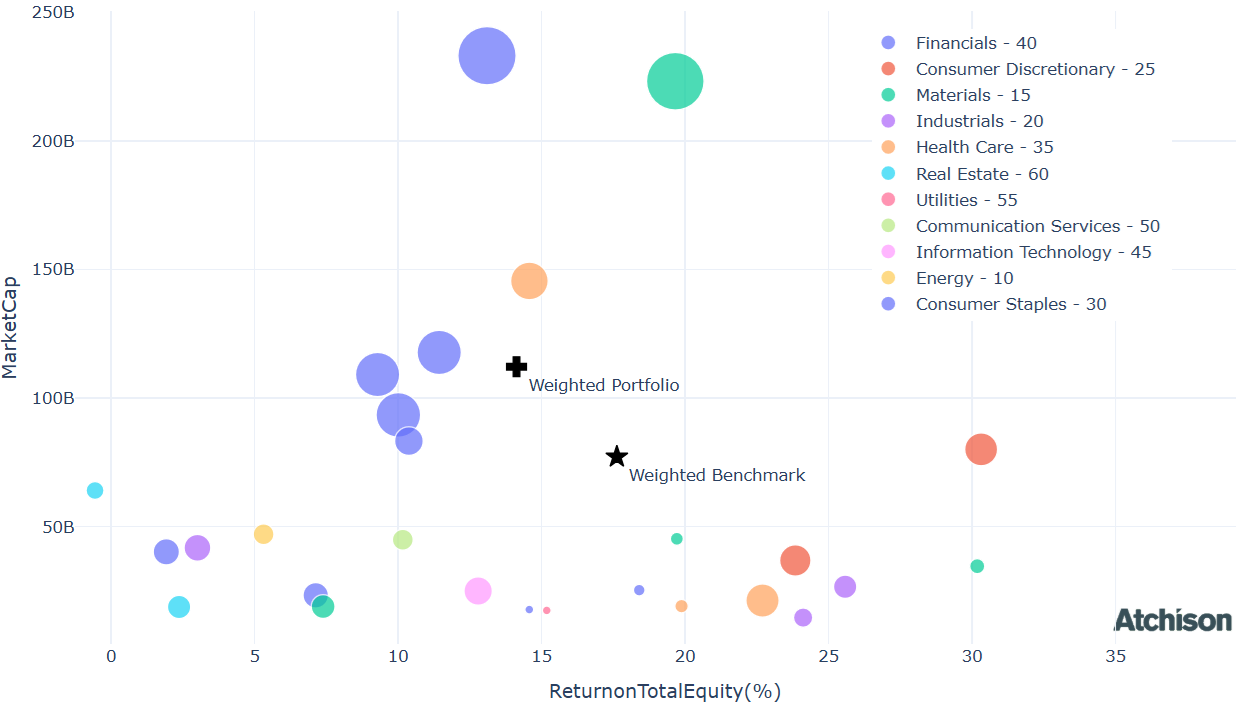 250B
200B
150B
100B
50B
MarketCap
Financials - 40
Consumer Discretionary - 25
Materials - 15
Industrials - 20
Health Care - 35
Real Estate - 60
Utilities - 55
Communication Services - 50
Information Technology - 45
Energy - 10
Consumer Staples - 30
Weighted Portfolio
Weighted Benchmark
Atchison
0 5 10 15 20 25 30 35
ReturnonTotalEquity(%)